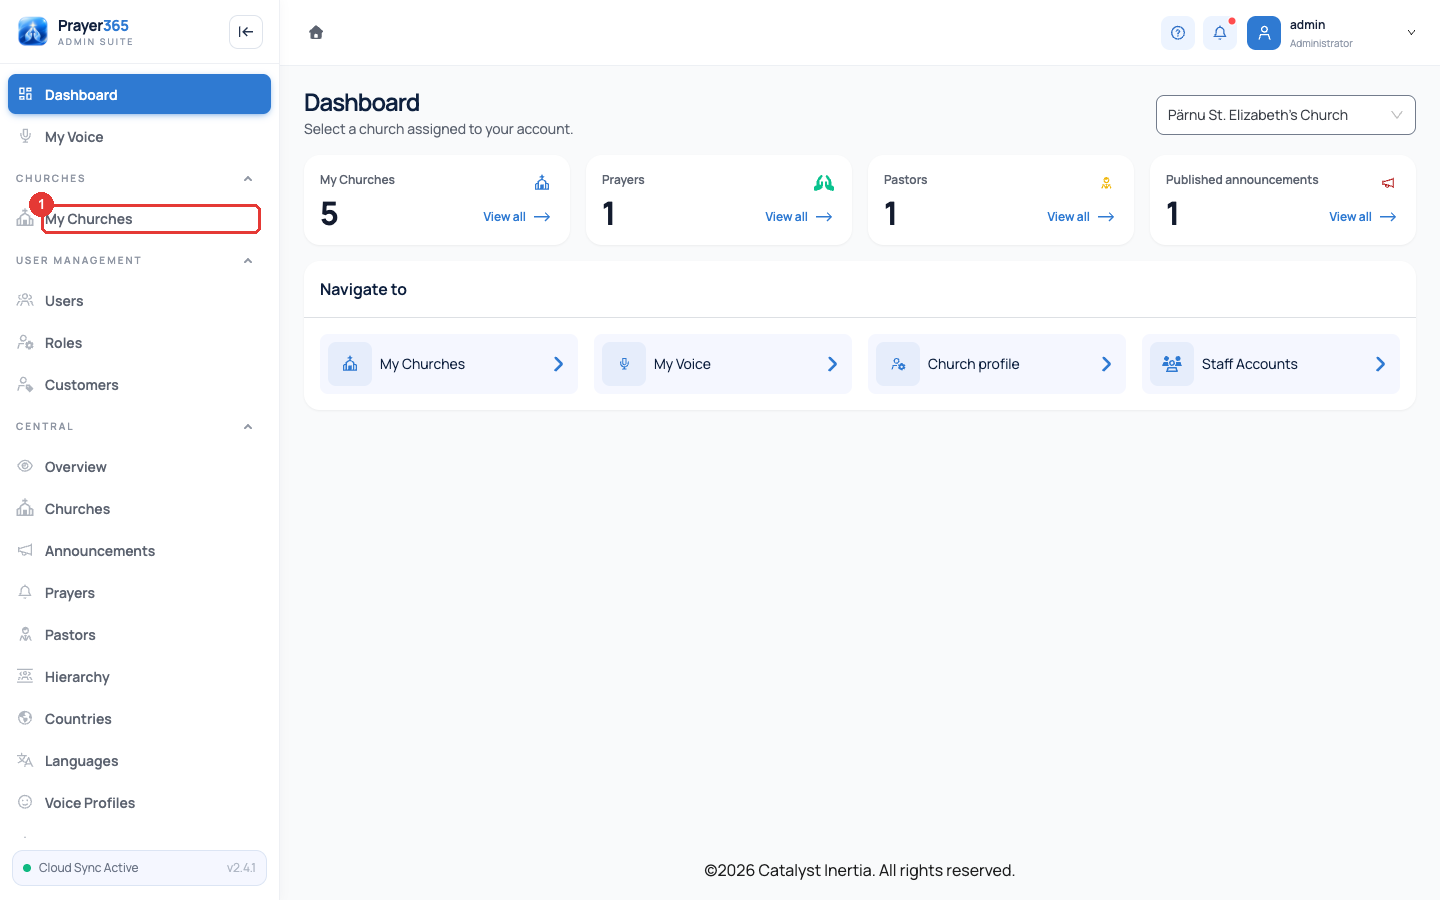 Prayer365
ADMIN SUITE
admin
Administrator
Dashboard
My Voice
CHURCHES
1
My Churches
USER MANAGEMENT
Users
Roles
Customers
CENTRAL
Overview
Churches
Announcements
Prayers
Pastors
Hierarchy
Countries
Languages
Voice Profiles
Cloud Sync Active
v2.4.1
Dashboard
Select a church assigned to your account.
Pärnu St. Elizabeth's Church
My Churches
5
View all
Prayers
1
View all
Pastors
1
View all
Published announcements
1
View all
Navigate to
My Churches
My Voice
Church profile
Staff Accounts
©2026 Catalyst Inertia. All rights reserved.